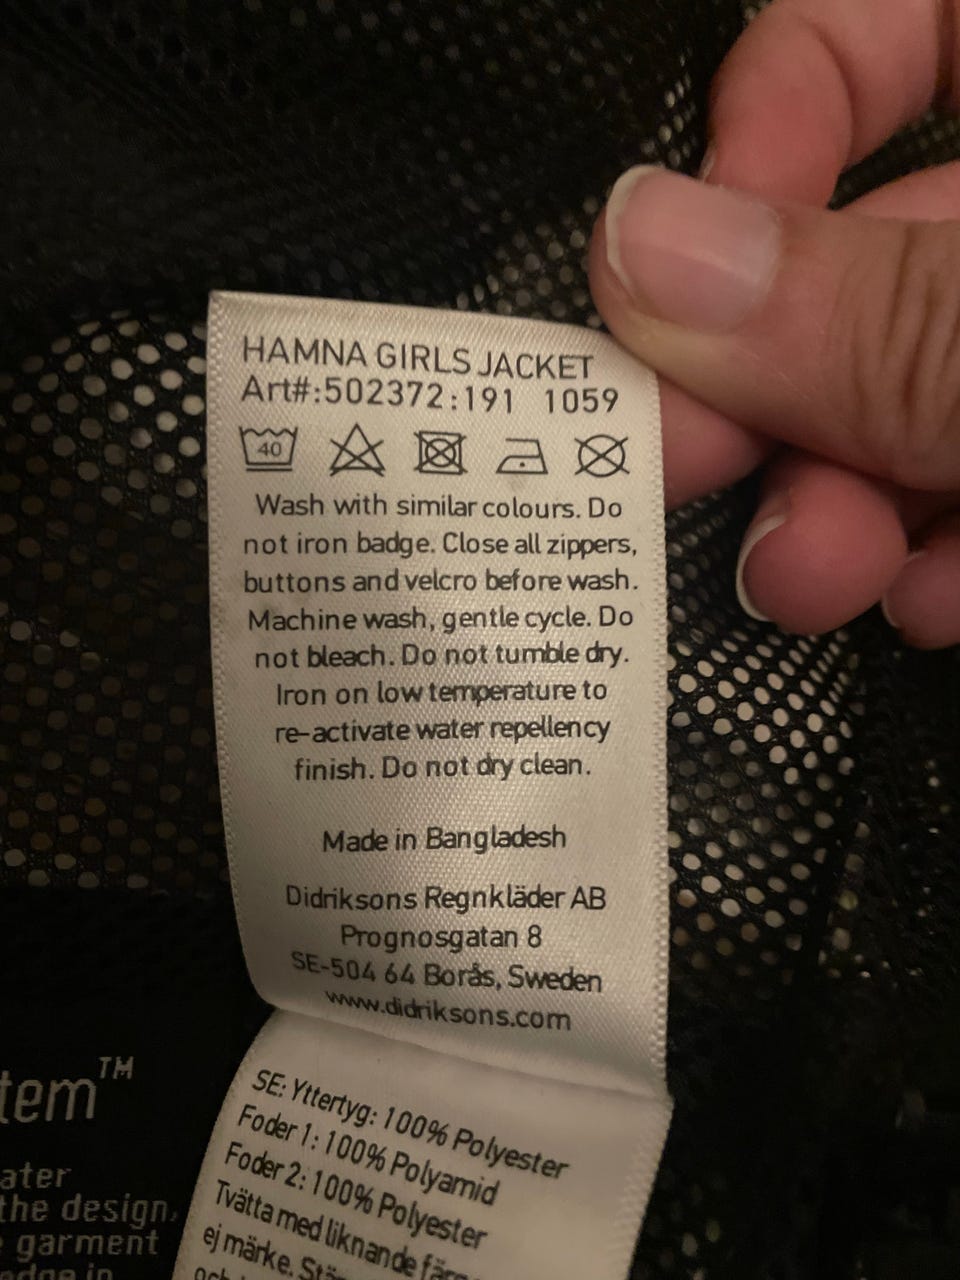 HAMNA GIRLS JACKET
Art#:502372:191 1059
40
Wash with similar colours. Do
not iron badge. Close all zippers,
buttons and velcro before wash.
Machine wash, gentle cycle. Do
not bleach. Do not tumble dry.
Iron on low temperature to
re-activate water repellency
finish. Do not dry clean.
Made in Bangladesh
Didriksons Regnkläder AB
Prognosgatan 8
SE-504 64 Borås, Sweden
www.didriksons.com
SE: Yttertyg: 100% Polyester
Foder 1: 100% Polyamid
Foder 2: 100% Polyester
Tvätta med liknande
ej märke.
tem™
ater
the design,
garment